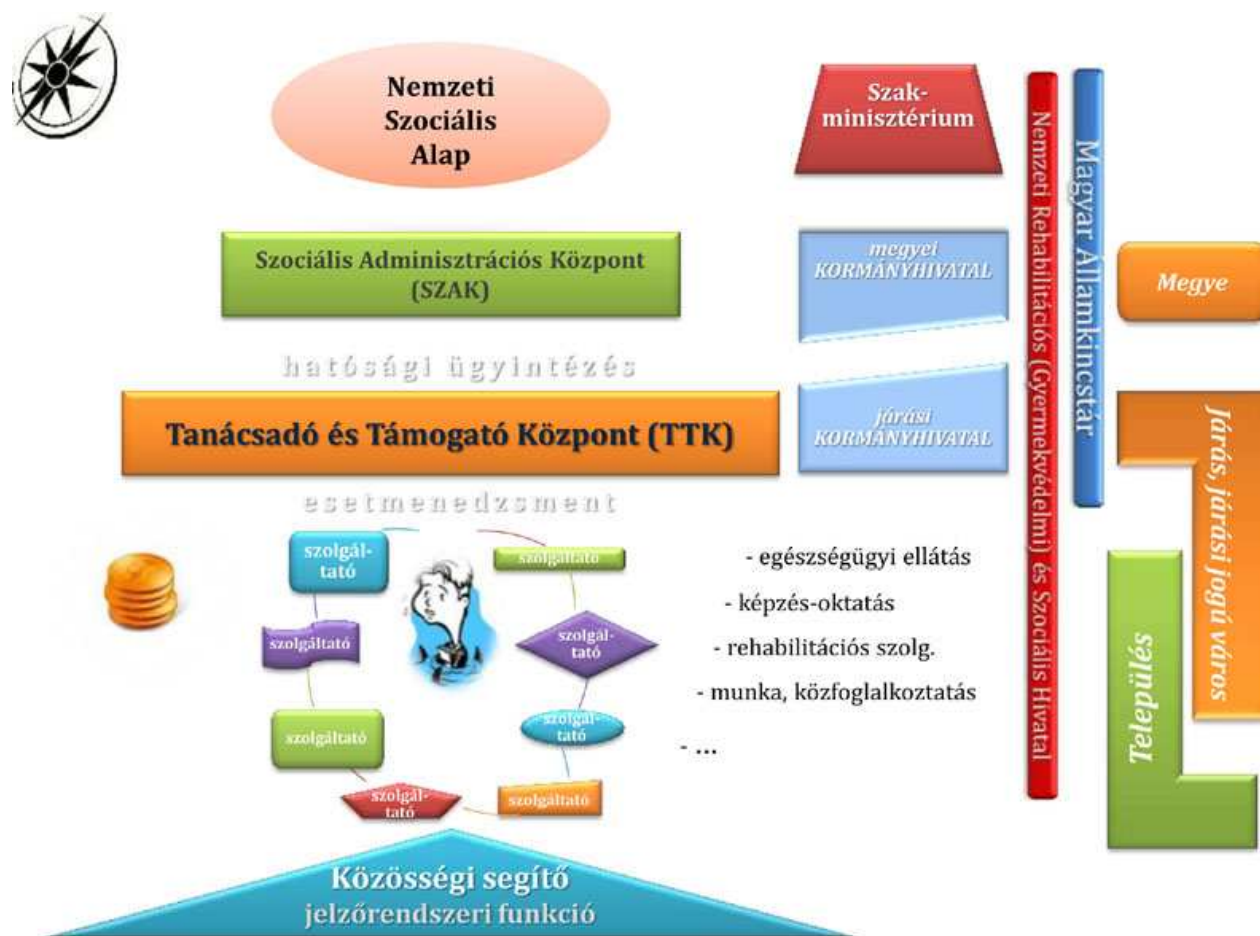 Nemzeti
Szociális
Alap
Szak-
minisztérium
Szociális Adminisztrációs Központ
(SZAK)
megyei
KORMÁNYHIVATAL
Megye
hatósági ügyintézés
Tanácsadó és Támogató Központ (TTK)
járási
KORMÁNYHIVATAL
esetmenedzsment
Nemzeti Rehabilitációs (Gyermekvédelmi) és Szociális Hivatal
Magyar Államkincstár
Járás, járási jogú város
Település
szolgál-
tató
szolgáltató
szolgáltató
szolgál-
tató
szolgáltató
szolgál-
tató
szolgál-
tató
szolgáltató
- egészségügyi ellátás
- képzés-oktatás
- rehabilitációs szolg.
- munka, közfoglalkoztatás
- ...
Közösségi segítő
jelzőrendszeri funkció